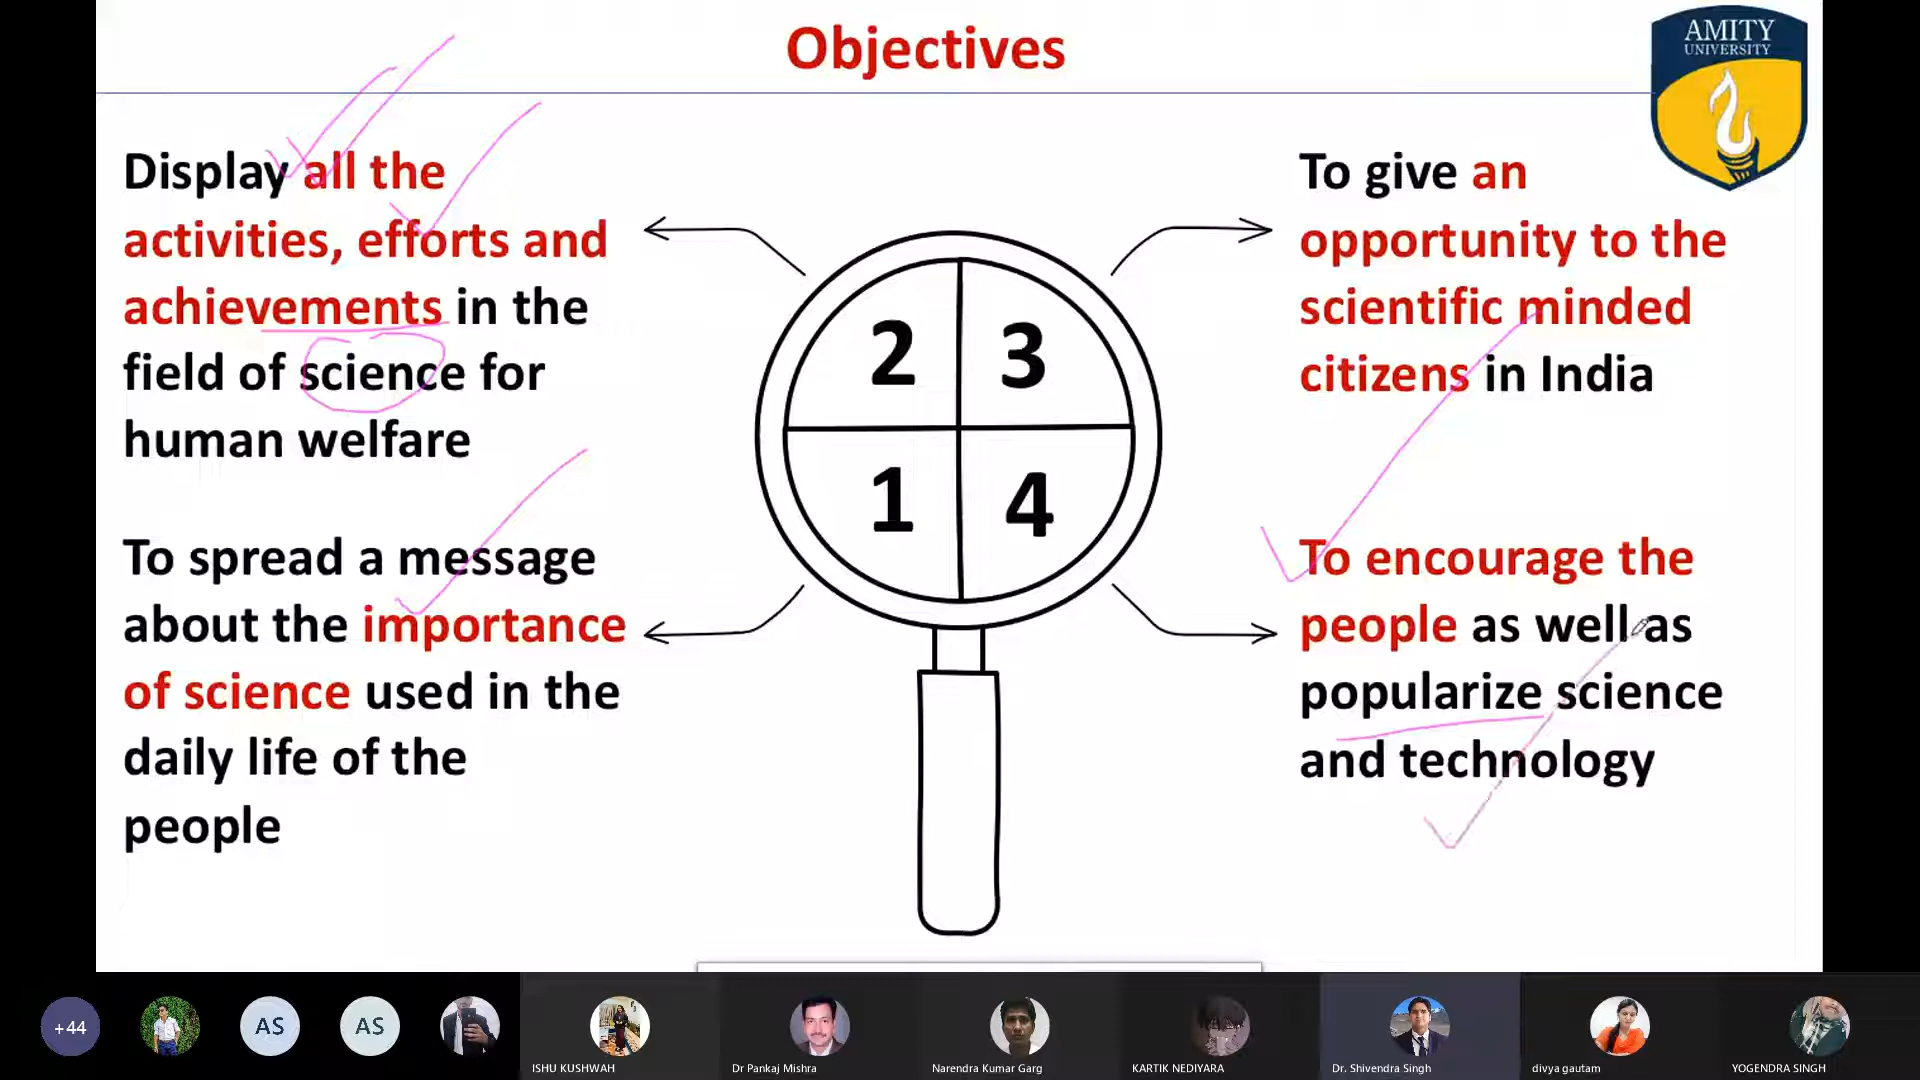 Objectives
AMITY
UNIVERSITY
Display all the
activities, efforts and
achievements in the
field of science for
human welfare
To spread a message
about the importance
of science used in the
daily life of the
people
2
3
1
4
To give an
opportunity to the
scientific minded
citizens in India
To encourage the
people as well as
popularize science
and technology
+44
AS
AS
ISHU KUSHWAH
Dr Pankaj Mishra
Narendra Kumar Garg
KARTIK NEDIYARA
Dr. Shivendra Singh
divya gautam
YOGENDRA SINGH